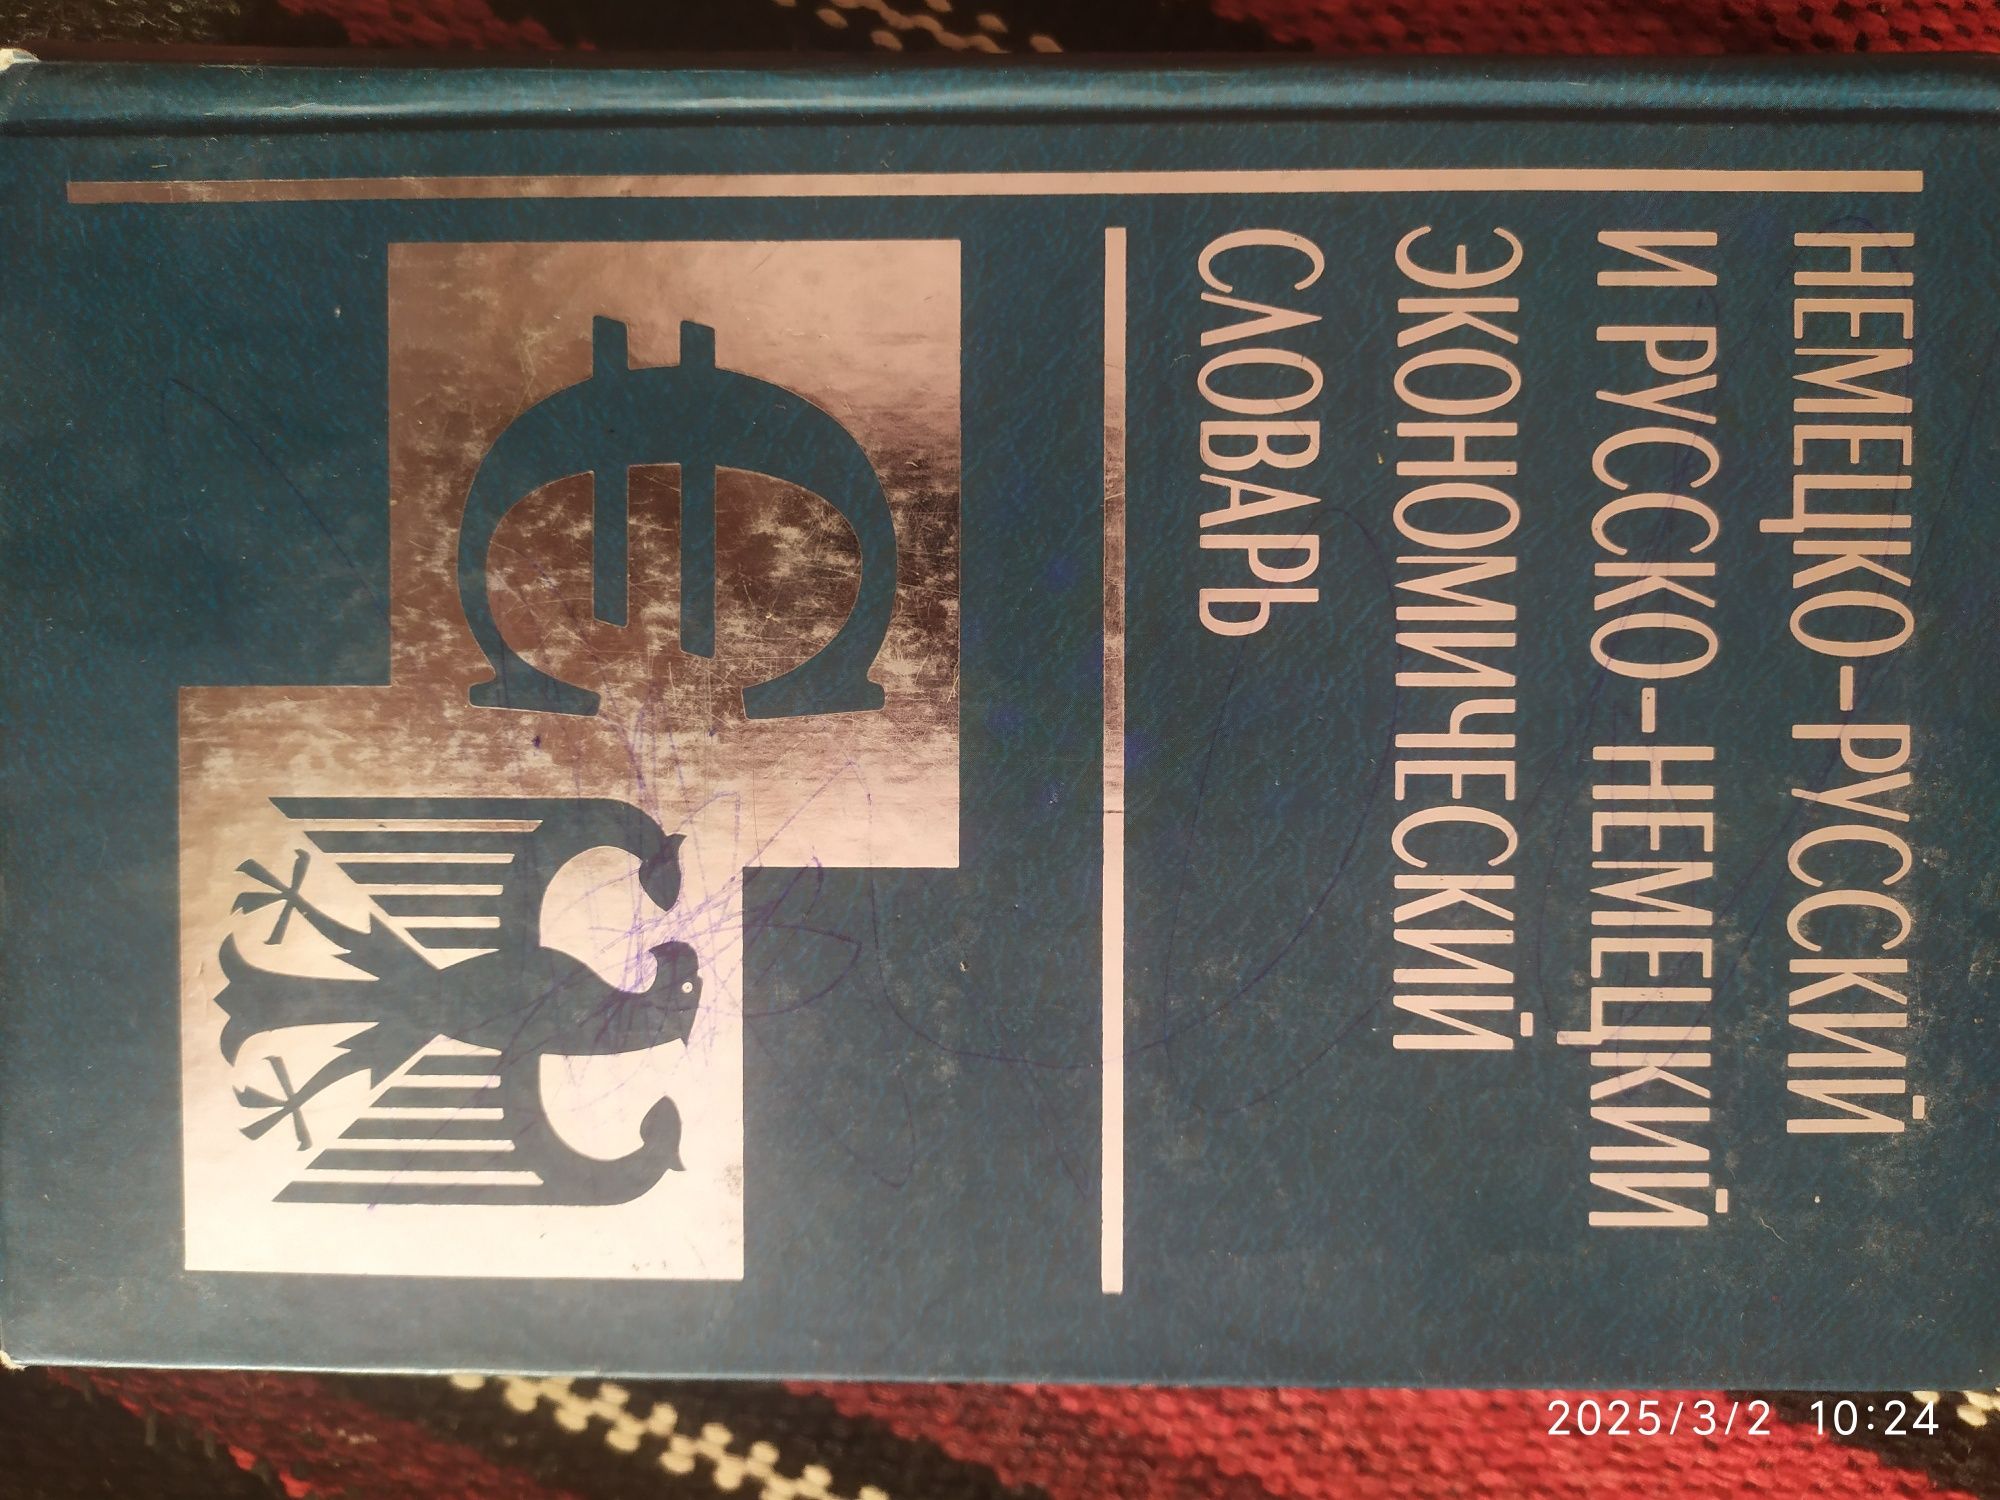 НЕМЕЦКО-РУССКИЙ
И РУССКО-НЕМЕЦКИЙ
ЭКОНОМИЧЕСКИЙ
СЛОВАРЬ
2025/3/2 10:24